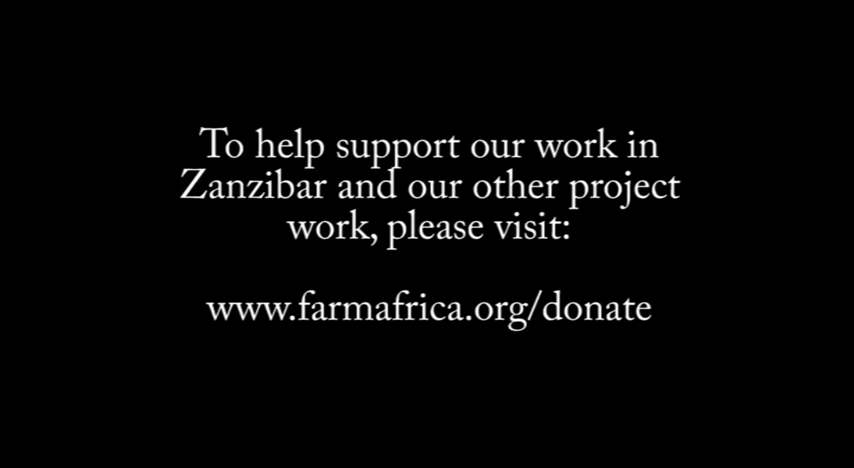 To help support our work in
Zanzibar and our other project
work, please visit:
www.farmafrica.org/donate